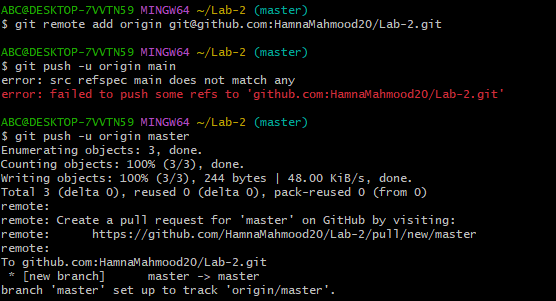 ABC@DESKTOP-7VVTN59 MINGW64 ~/Lab-2 (master)
$ git remote add origin git@github.com:HamnaMahmood20/Lab-2.git
ABC@DESKTOP-7VVTN59 MINGW64 ~/Lab-2 (master)
$ git push -u origin main
error: src refspec main does not match any
error: failed to push some refs to 'github.com:HamnaMahmood20/Lab-2.git'
ABC@DESKTOP-7VVTN59 MINGW64 ~/Lab-2 (master)
$ git push -u origin master
Enumerating objects: 3, done.
Counting objects: 100% (3/3), done.
Writing objects: 100% (3/3), 244 bytes | 48.00 KiB/s, done.
Total 3 (delta 0), reused 0 (delta 0), pack-reused 0 (from 0)
remote:
remote: Create a pull request for 'master' on GitHub by visiting:
remote:      https://github.com/HamnaMahmood20/Lab-2/pull/new/master
remote:
To github.com:HamnaMahmood20/Lab-2.git
 * [new branch]      master -> master
branch 'master' set up to track 'origin/master'.